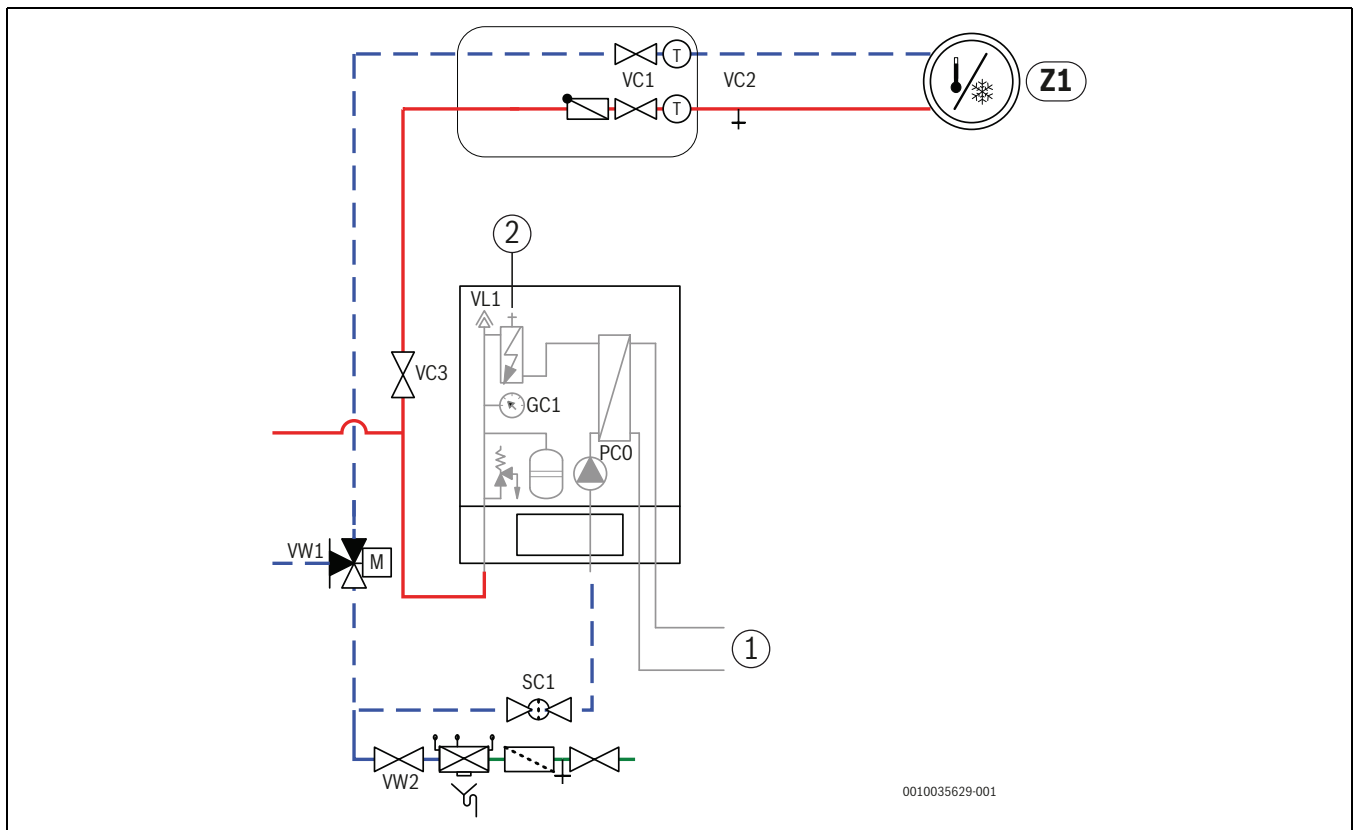 T
VC1
VC2
T
Z1
2
VL1
VC3
GC1
PC0
VW1
M
1
SC1
VW2
0010035629-001